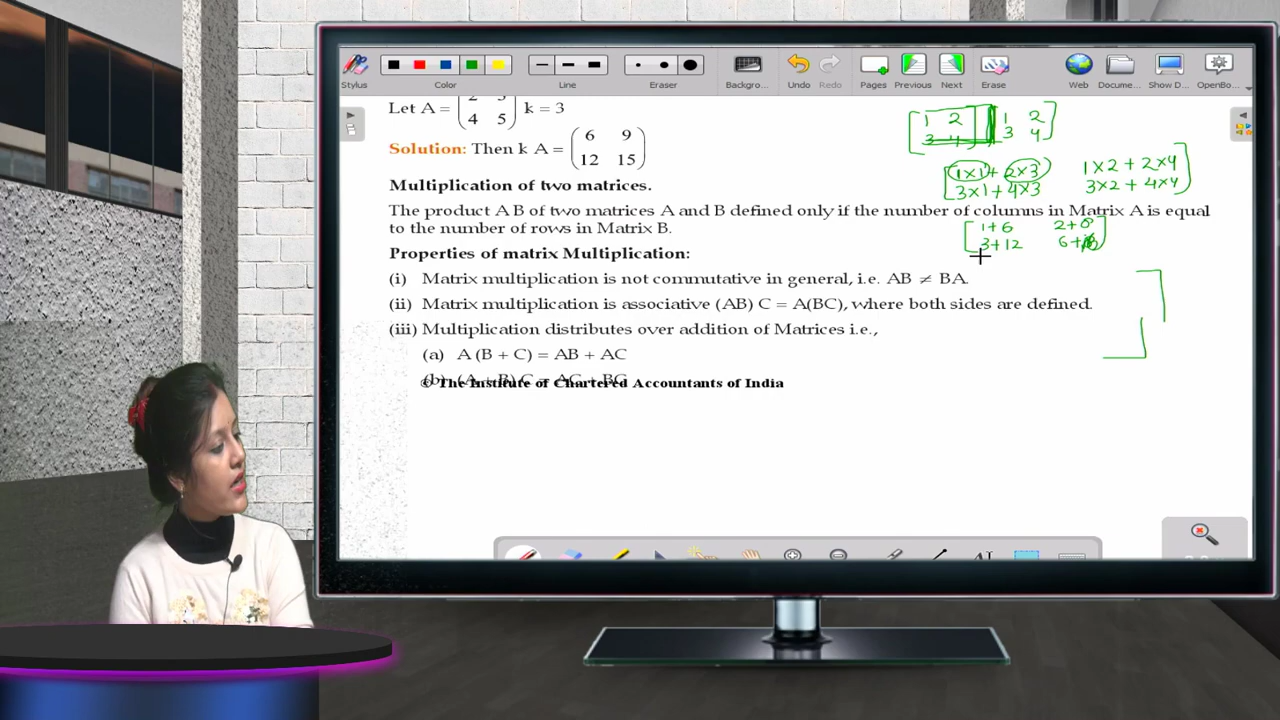 Stylus Color Line Eraser Backgro... Undo Redo Pages Previous Next Erase Web Docume... Show D... OpenBo...
Let A = 4 5 k = 3
Solution: Then k A = 6 9
12 15
1 2 1 2
3 4 3 4
1×1 + 2×3 1×2 + 2×4
3×1 + 4×3 3×2 + 4×4
Multiplication of two matrices.
The product A B of two matrices A and B defined only if the number of columns in Matrix A is equal
to the number of rows in Matrix B.
1+6 2+8
3+12 6+
Properties of matrix Multiplication:
(i) Matrix multiplication is not commutative in general, i.e. AB ≠ BA.
(ii) Matrix multiplication is associative (AB) C = A(BC), where both sides are defined.
(iii) Multiplication distributes over addition of Matrices i.e.,
(a) A (B + C) = AB + AC
(b) (A + B) C = AC + BC
© The Institute of Chartered Accountants of India